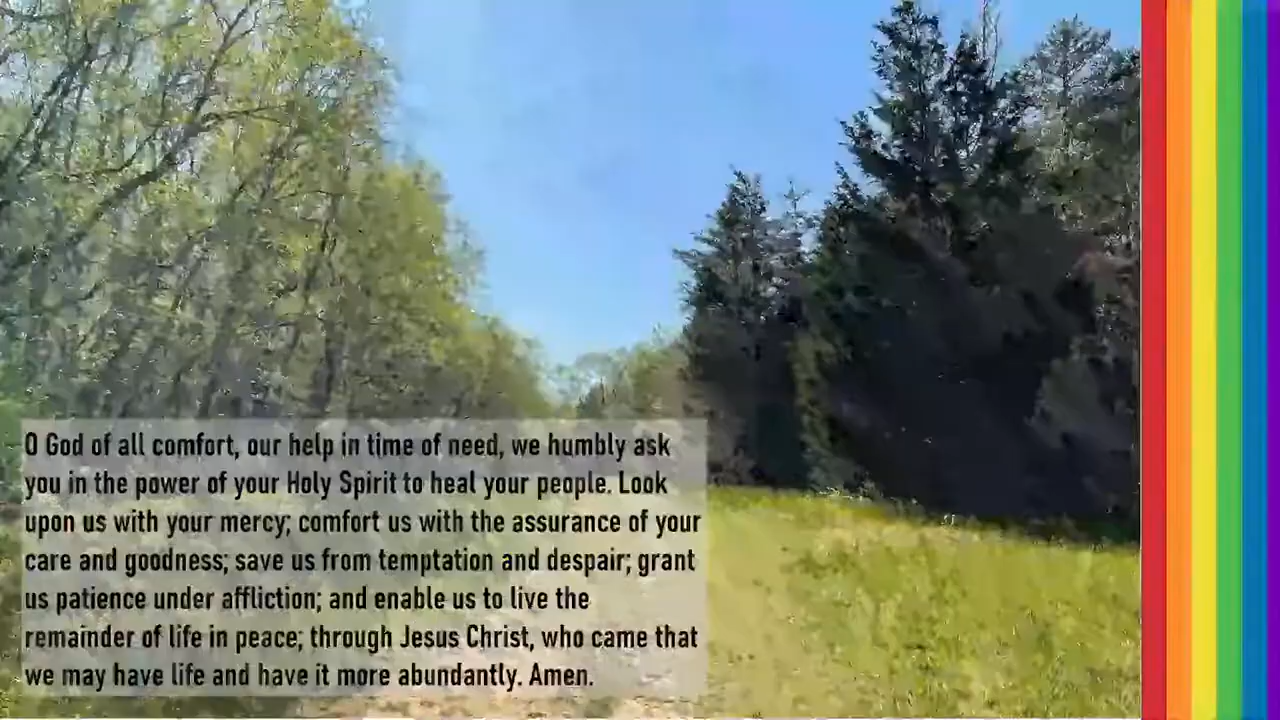 O God of all comfort, our help in time of need, we humbly ask
you in the power of your Holy Spirit to heal your people. Look
upon us with your mercy; comfort us with the assurance of your
care and goodness; save us from temptation and despair; grant
us patience under affliction; and enable us to live the
remainder of life in peace; through Jesus Christ, who came that
we may have life and have it more abundantly. Amen.